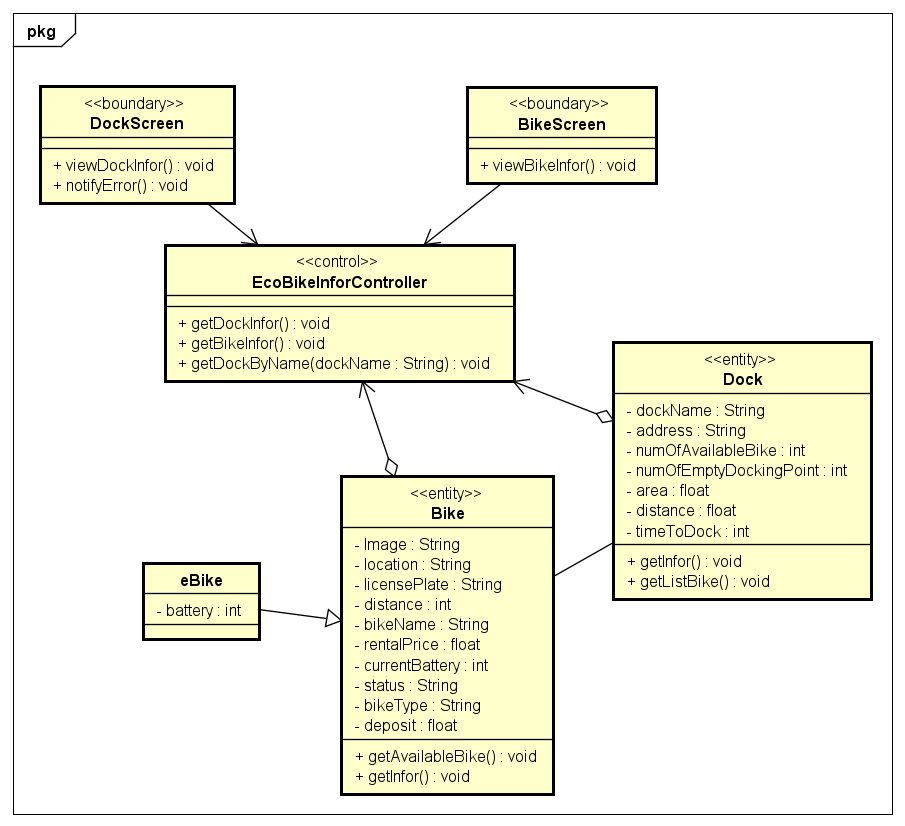 pkg
<<boundary>>
DockScreen
+ viewDockInfor() : void
+ notifyError() : void
<<boundary>>
BikeScreen
+ viewBikeInfor() : void
<<control>>
EcoBikeInforController
+ getDockInfor() : void
+ getBikeInfor() : void
+ getDockByName(dockName : String) : void
<<entity>>
Dock
- dockName : String
- address : String
- numOfAvailableBike : int
- numOfEmptyDockingPoint : int
- area : float
- distance : float
- timeToDock : int
+ getInfor() : void
+ getListBike() : void
<<entity>>
Bike
- Image : String
- location : String
- licensePlate : String
- distance : int
- bikeName : String
- rentalPrice : float
- currentBattery : int
- status : String
- bikeType : String
- deposit : float
+ getAvailableBike() : void
+ getInfor() : void
eBike
- battery : int